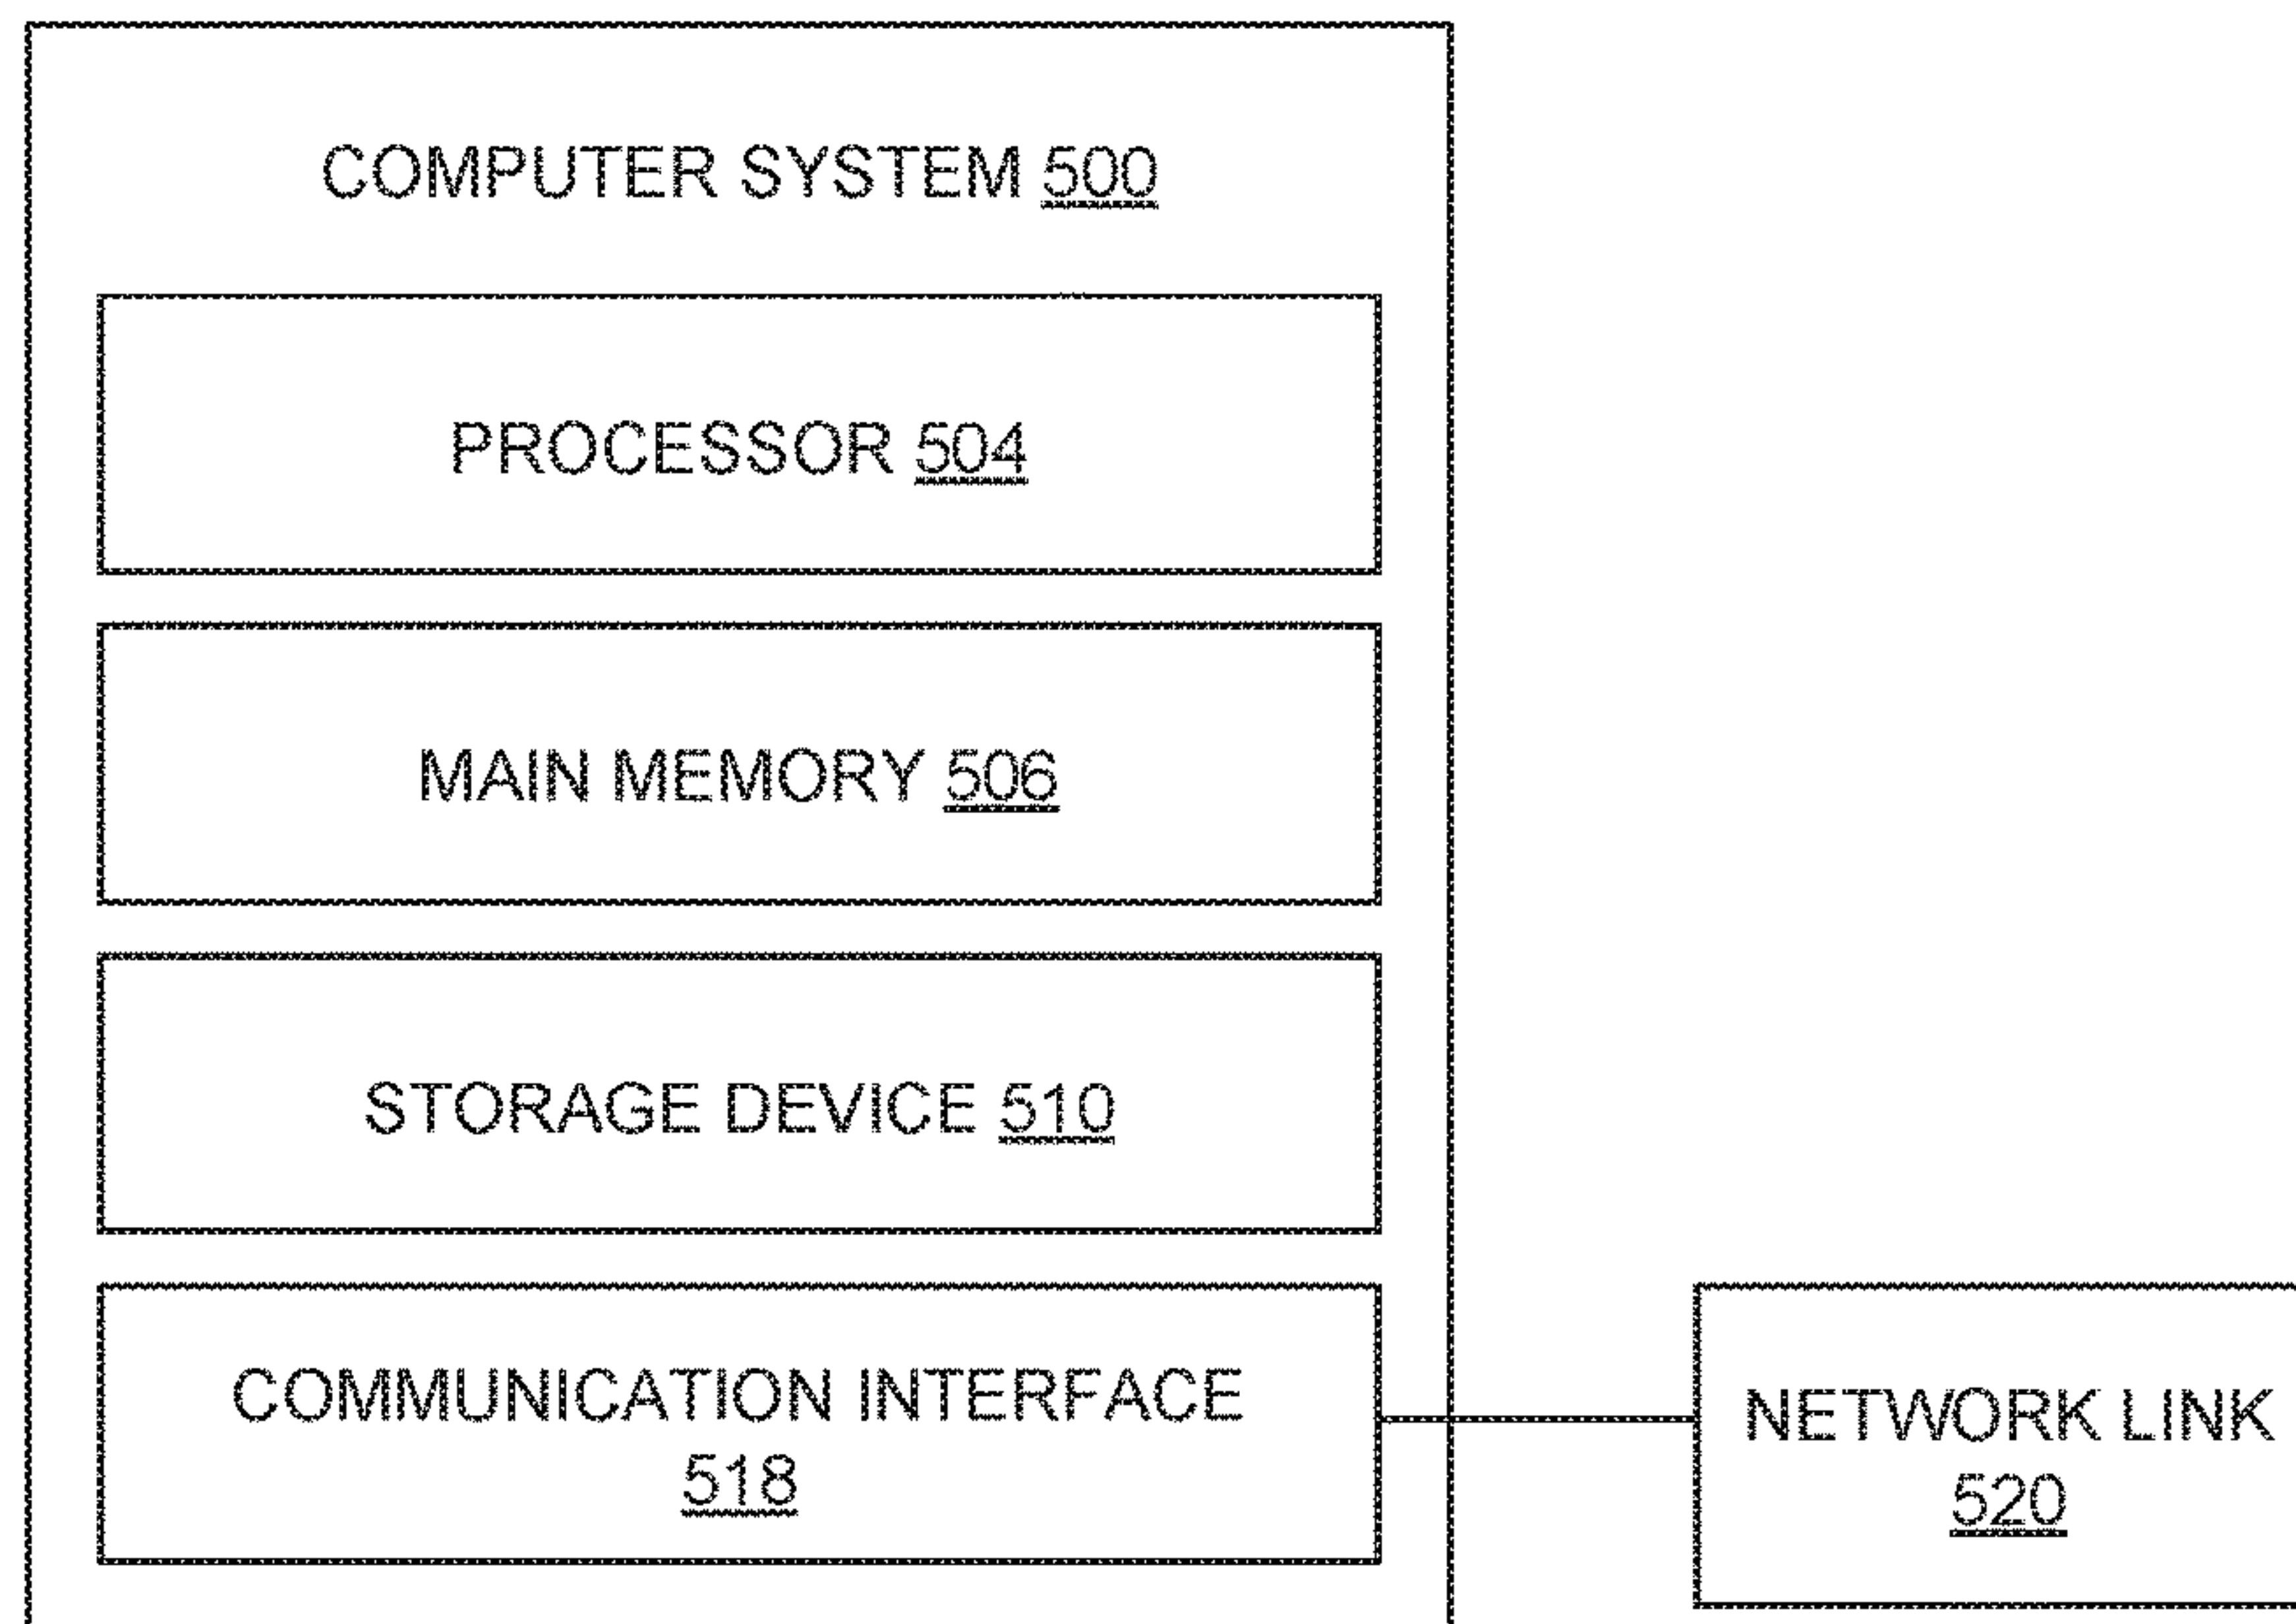 COMPUTER SYSTEM 500
PROCESSOR 504
MAIN MEMORY 506
STORAGE DEVICE 510
COMMUNICATION INTERFACE
518
NETWORK LINK
520